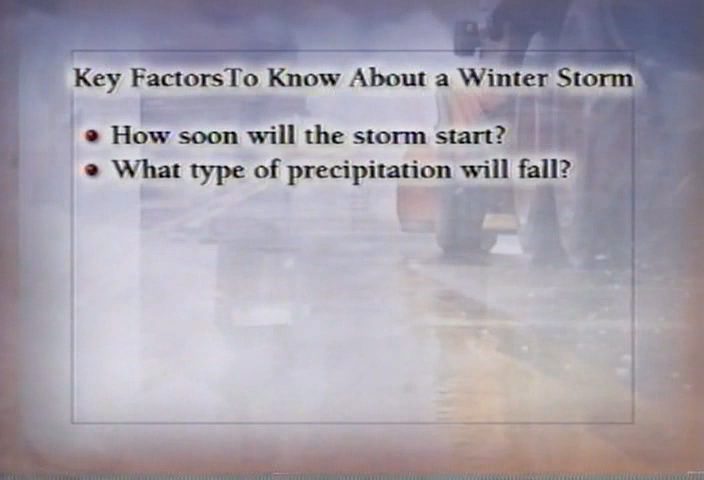 Key FactorsTo Know About a Winter Storm
How soon will the storm start?
What type of precipitation will fall?